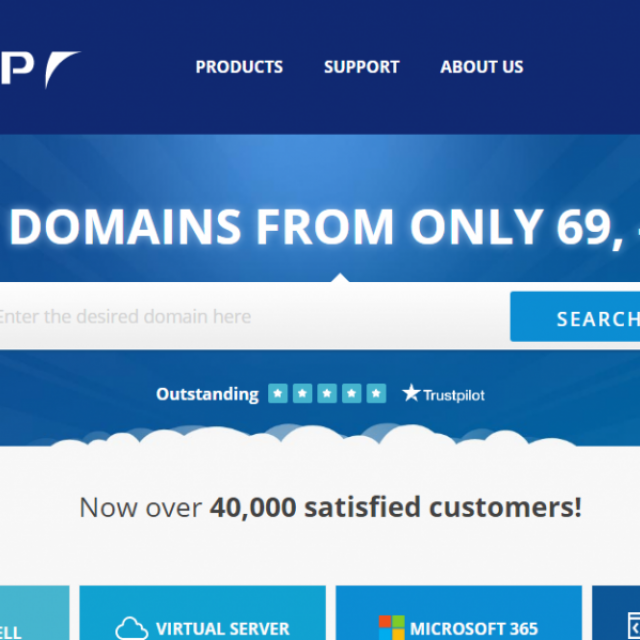 P
PRODUCTS SUPPORT ABOUT US
DOMAINS FROM ONLY 69,
Enter the desired domain here
SEARCH
Outstanding Trustpilot
Now over 40,000 satisfied customers!
ELL
VIRTUAL SERVER
MICROSOFT 365